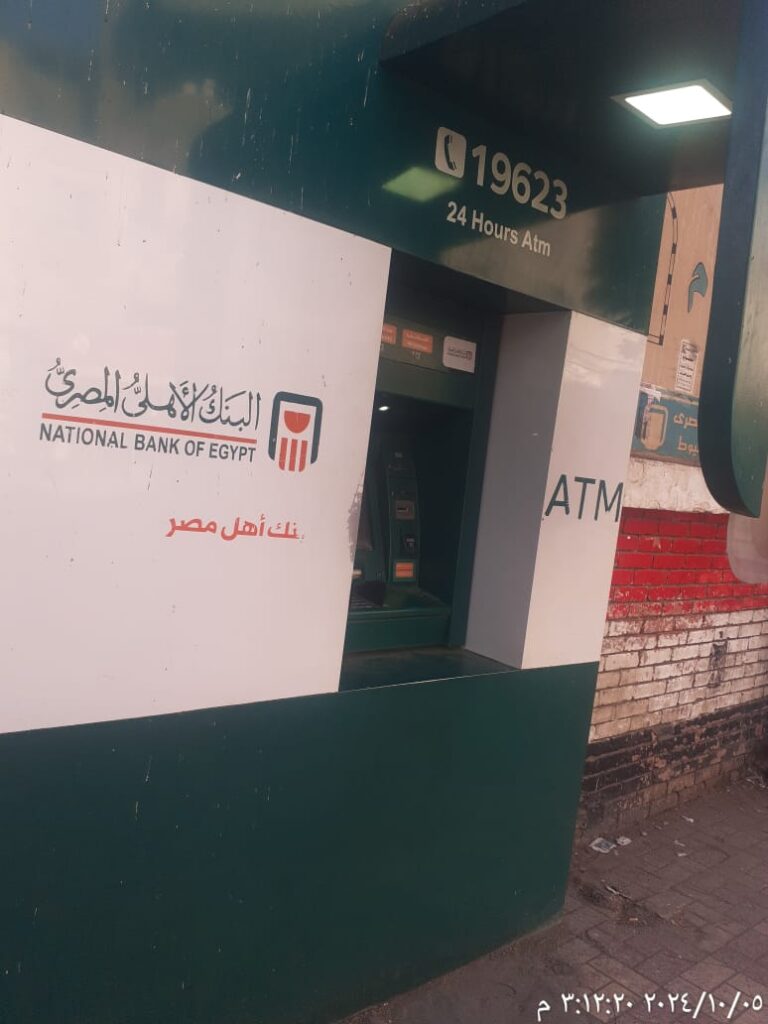 19623
24 Hours Atm
البنك الأهلي المصري
NATIONAL BANK OF EGYPT
بنك أهل مصر
ATM
٢٠٢٤/١٠/٠٥ ٣:١٢:٢٠ م